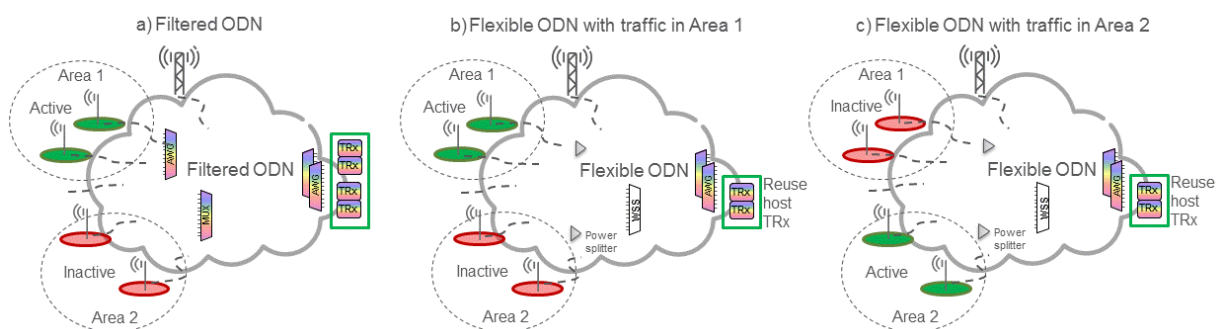 a) Filtered ODN
Area 1
Active
AWG
Filtered ODN
MUX
AWG
TRx
TRx
TRx
TRx
Inactive
Area 2
b) Flexible ODN with traffic in Area 1
Area 1
Active
Flexible ODN
WSS
AWG
TRx
TRx
Reuse
host
TRx
Power
splitter
Inactive
Area 2
c) Flexible ODN with traffic in Area 2
Area 1
Inactive
Flexible ODN
WSS
AWG
TRx
TRx
Reuse
host
TRx
Power
splitter
Active
Area 2